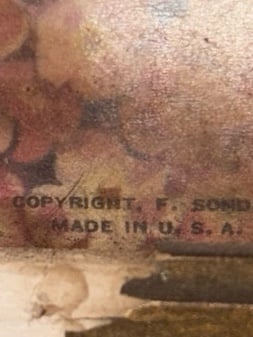 COPYRIGHT, F. SOND
MADE IN U. S. A.